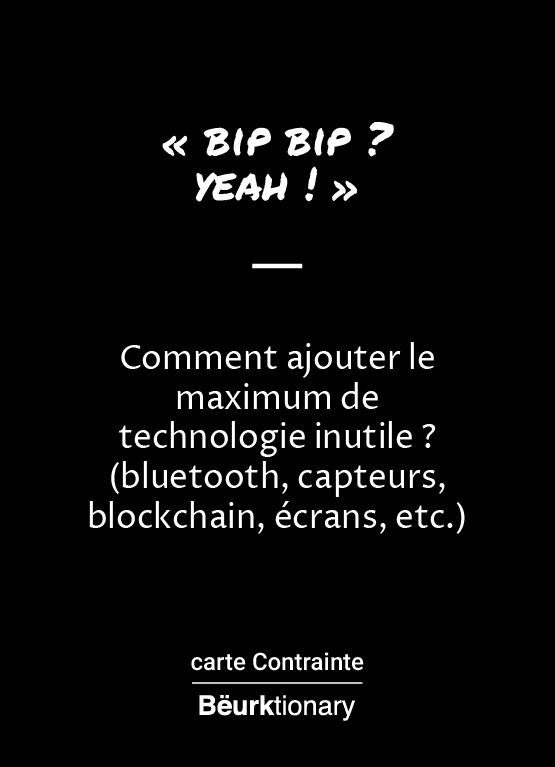 « BIP BIP ?
YEAH ! »
Comment ajouter le
maximum de
technologie inutile ?
(bluetooth, capteurs,
blockchain, écrans, etc.)
carte Contrainte
Bëurktionary